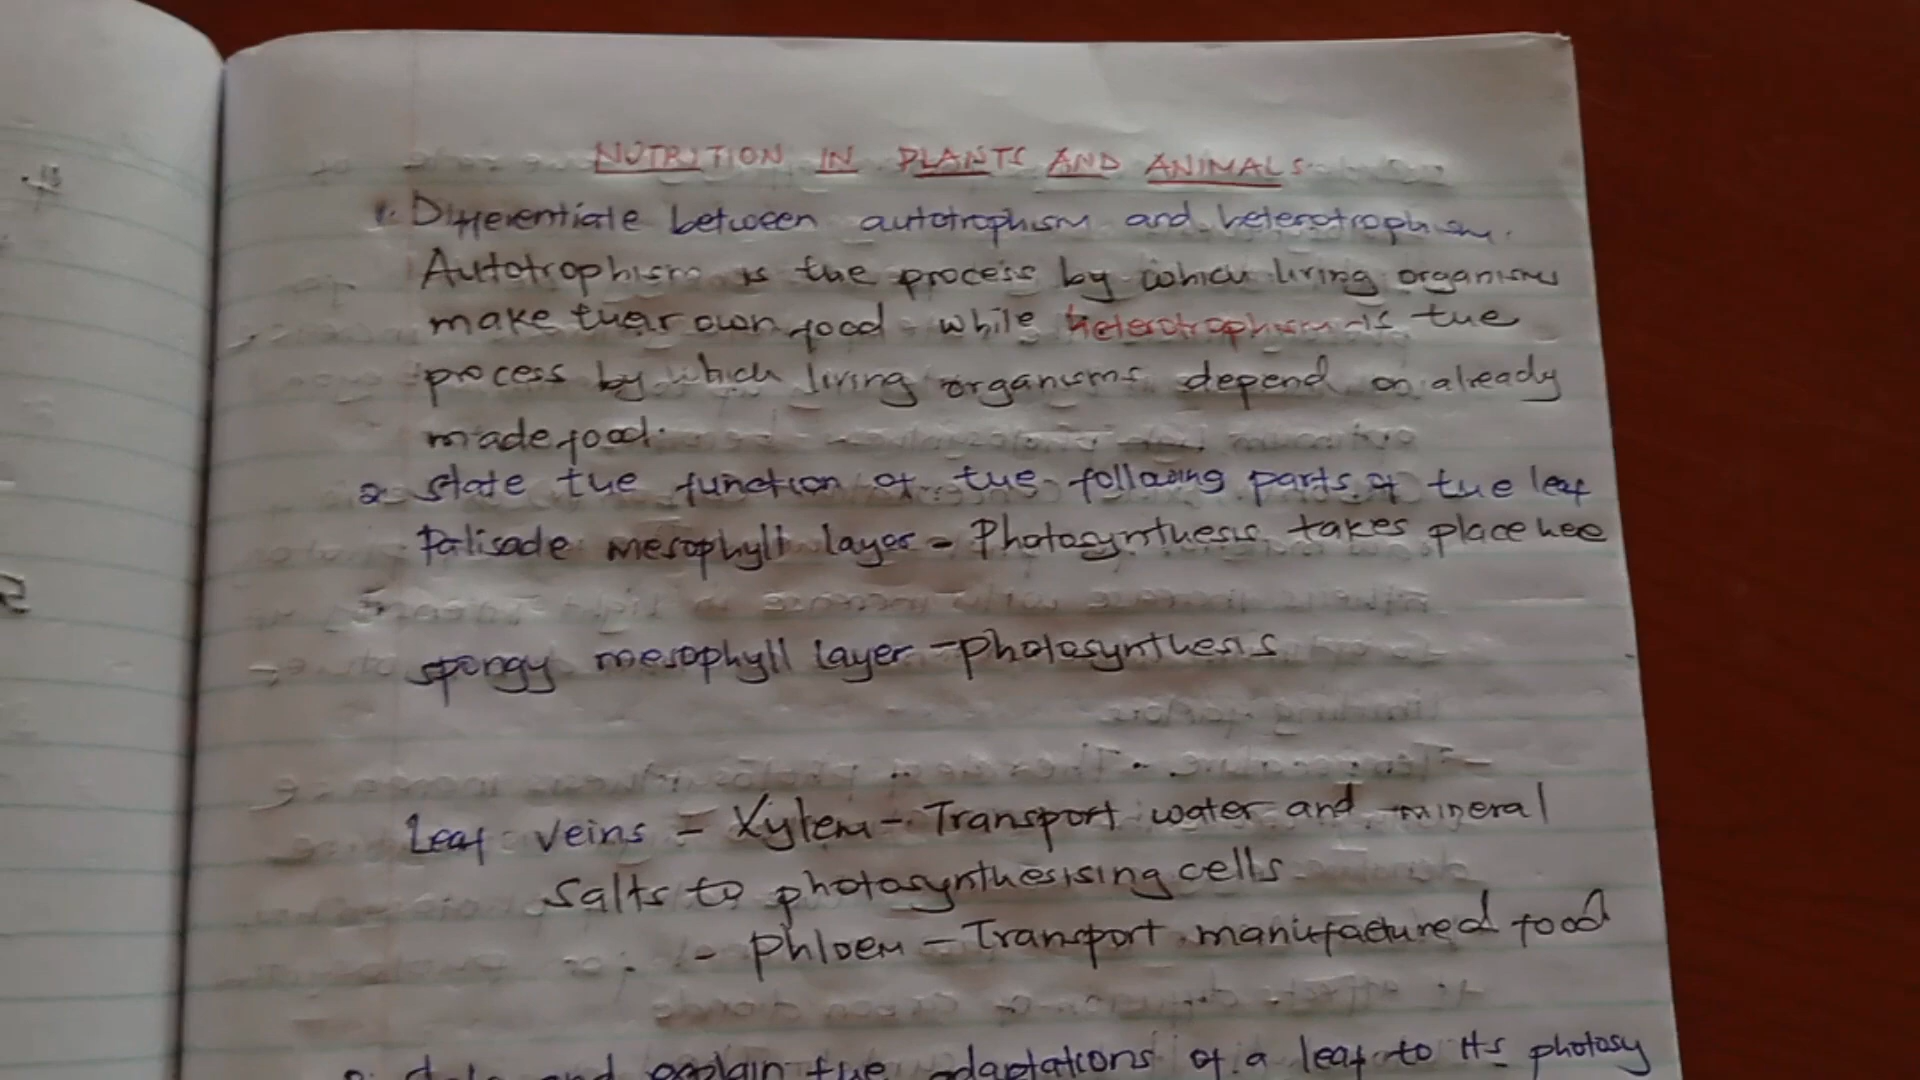 NUTRITION IN PLANTS AND ANIMALS
1. Differentiate between autotrophism and heterotrophism.
Autotrophism is the process by which living organisms
make their own food while heterotrophism is the
process by which living organisms depend on already
made food.
2 state the function of the following parts of the leaf
Palisade mesophyll layer - Photosynthesis takes place hee
spongy mesophyll layer - photosynthesis
Leaf veins = Xylem - Transport water and mineral
salts to photosynthesising cells
- Phloem - Transport manufactured food
and explain the adaptations of a leaf to its photosy